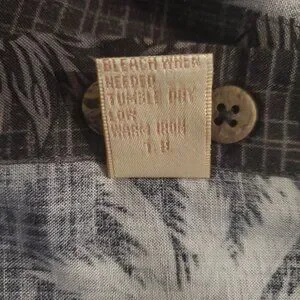 BLEACH WHEN
NEEDED
TUMBLE DRY
LOW
WARM IRON